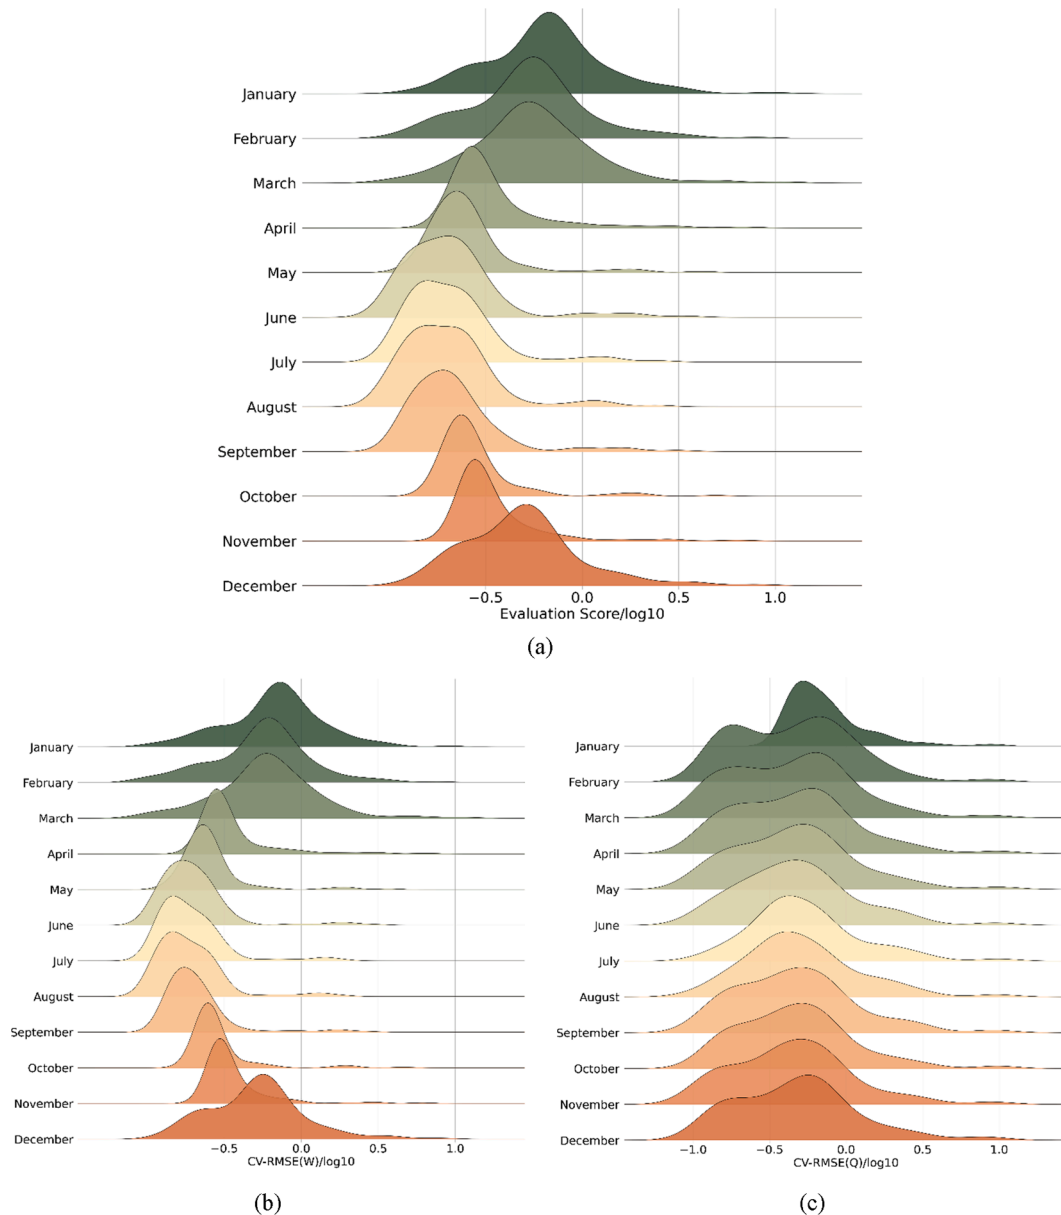 January
February
March
April
May
June
July
August
September
October
November
December
−0.5 0.0 0.5 1.0
Evaluation Score/log10
(a)
January
February
March
April
May
June
July
August
September
October
November
December
−0.5 0.0 0.5 1.0
CV-RMSE(W)/log10
(b)
January
February
March
April
May
June
July
August
September
October
November
December
−1.0 −0.5 0.0 0.5 1.0
CV-RMSE(Q)/log10
(c)